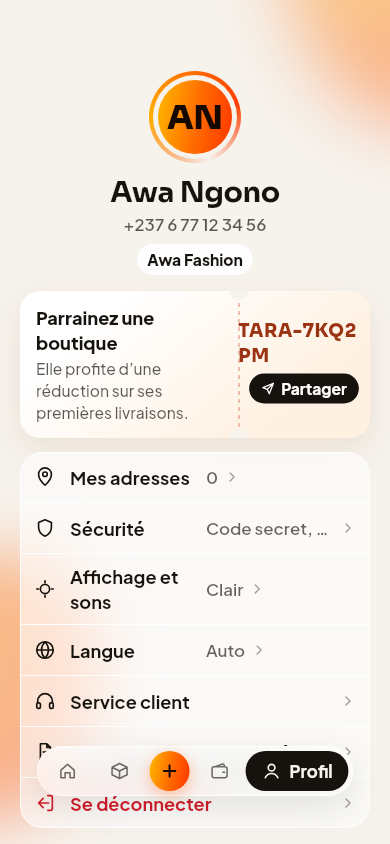 AN
Awa Ngono
+237 6 77 12 34 56
Awa Fashion
Parrainez une
boutique
Elle profite d’une
réduction sur ses
premières livraisons.
TARA-7KQ2
PM
Partager
Mes adresses 0
Sécurité Code secret, …
Affichage et
sons
Clair
Langue Auto
Service client
Profil
Se déconnecter